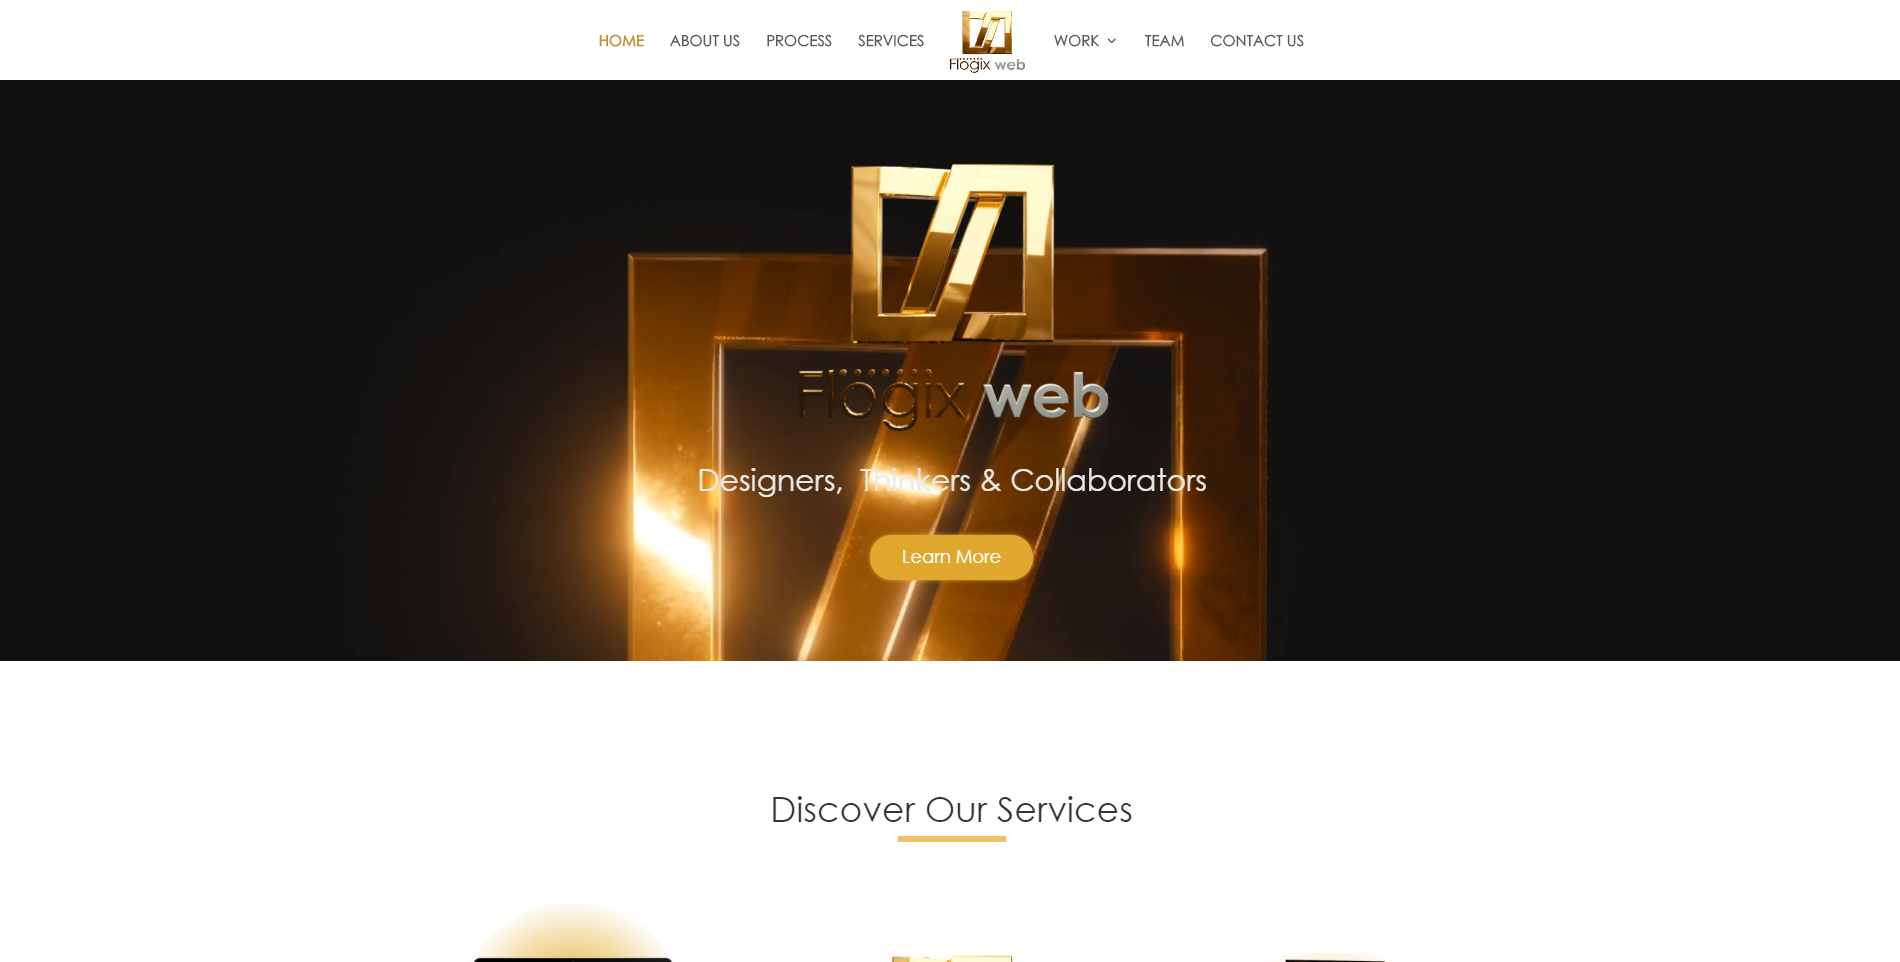 HOME ABOUT US PROCESS SERVICES WORK TEAM CONTACT US
Flogix web
Flogix web
Designers, Thinkers & Collaborators
Learn More
Discover Our Services